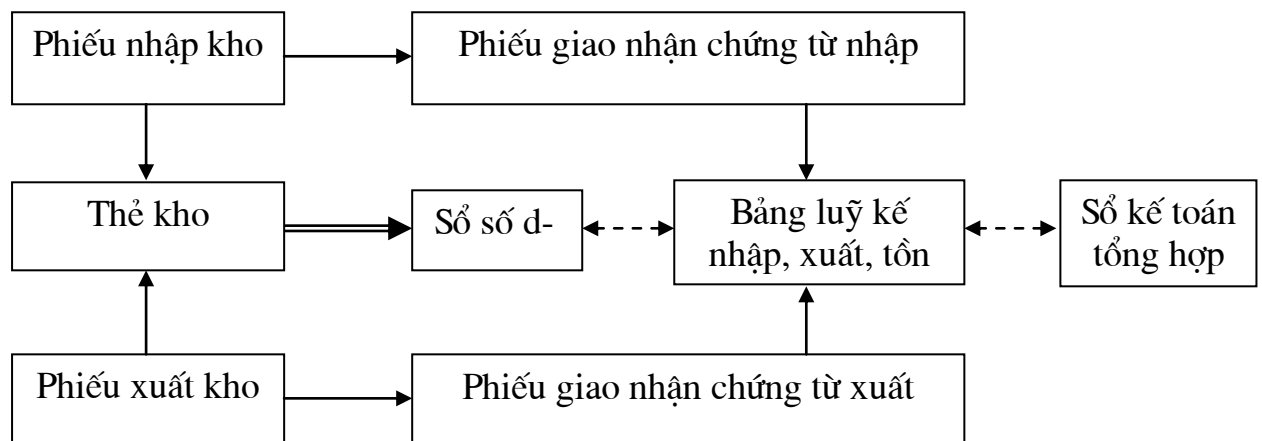 Phiếu nhập kho
Phiếu giao nhận chứng từ nhập
Thẻ kho
Sổ số d-
Bảng luỹ kế
nhập, xuất, tồn
Sổ kế toán
tổng hợp
Phiếu xuất kho
Phiếu giao nhận chứng từ xuất